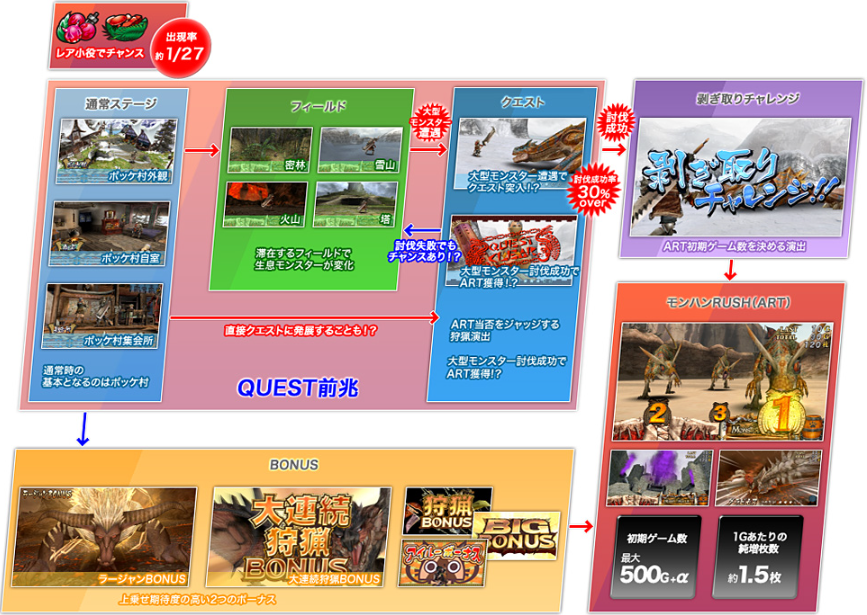 レア小役でチャンス
出現率
約1/27
通常ステージ
ポッケ村外観
ポッケ村自室
ポッケ村集会所
通常時の
基本となるのはポッケ村
フィールド
密林
雪山
火山
塔
滞在するフィールドで
生息モンスターが変化
大型
モンスター
遭遇
クエスト
大型モンスター遭遇で
クエスト突入!?
討伐失敗でも
チャンスあり!?
QUEST
CLEAR
大型モンスター討伐成功で
ART獲得!?
ART当否をジャッジする
狩猟演出
大型モンスター討伐成功で
ART獲得!?
直接クエストに発展することも!?
QUEST前兆
討伐
成功
討伐成功率
30%
over
剥ぎ取りチャレンジ
剥ぎ取り
チャレンジ!!
ART初期ゲーム数を決める演出
モンハンRUSH(ART)
2
3
1
初期ゲーム数
最大
500G+α
1Gあたりの
純増枚数
約1.5枚
BONUS
ラージャンBONUS
大連続
狩猟
BONUS
大連続狩猟BONUS
狩猟
BONUS
BIG
BONUS
アイルーボーナス
上乗せ期待度の高い2つのボーナス